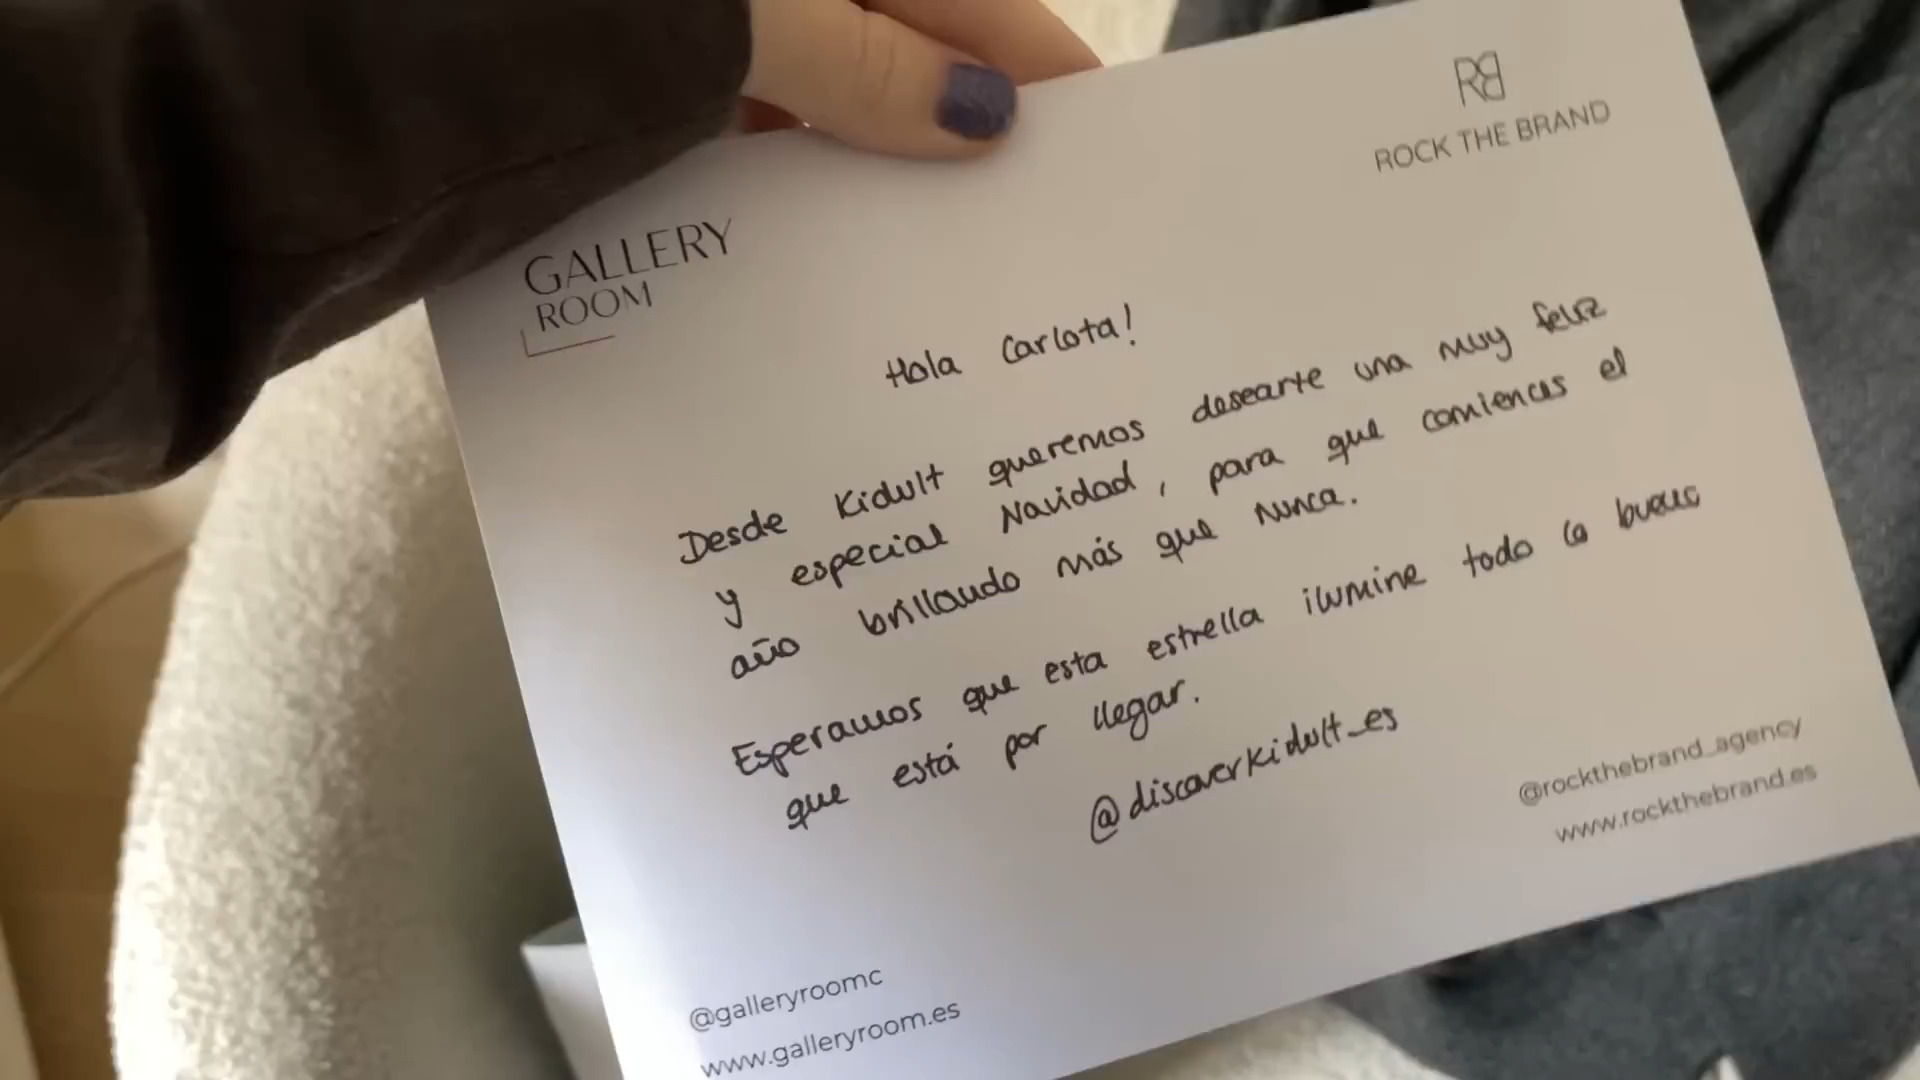 RB
ROCK THE BRAND
GALLERY
ROOM
Hola Carlota!
Desde Kidult queremos desearte una muy feliz
y especial Navidad, para que comiences el
año brillando más que nunca.
Esperamos que esta estrella ilumine todo lo bueno
que está por llegar.
@discoverkidult_es
@rockthebrand_agency
www.rockthebrand.es
@galleryroomc
www.galleryroom.es